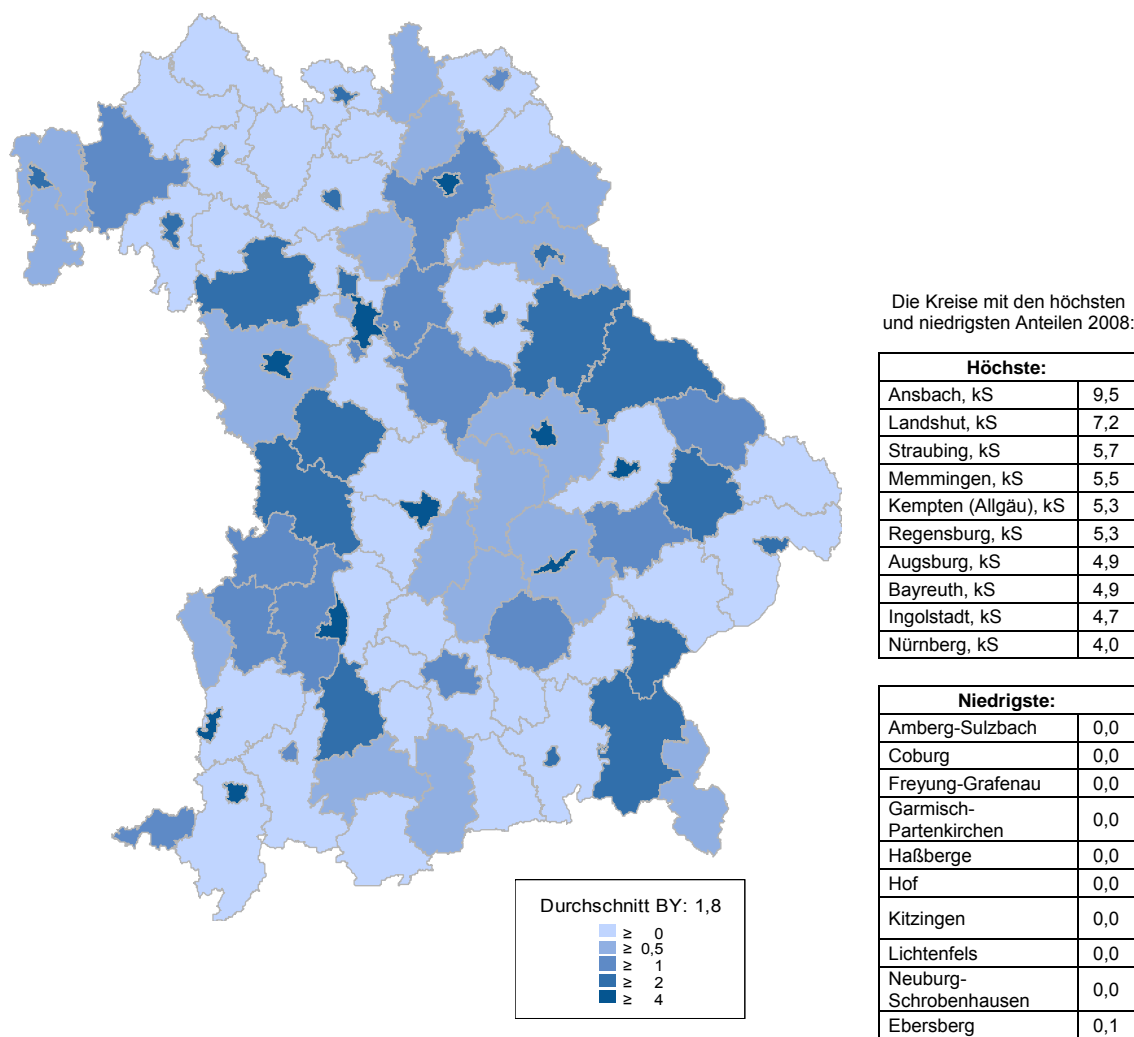 Die Kreise mit den höchsten
und niedrigsten Anteilen 2008:
Höchste:
Ansbach, kS 9,5
Landshut, kS 7,2
Straubing, kS 5,7
Memmingen, kS 5,5
Kempten (Allgäu), kS 5,3
Regensburg, kS 5,3
Augsburg, kS 4,9
Bayreuth, kS 4,9
Ingolstadt, kS 4,7
Nürnberg, kS 4,0
Niedrigste:
Amberg-Sulzbach 0,0
Coburg 0,0
Freyung-Grafenau 0,0
Garmisch-
Partenkirchen 0,0
Haßberge 0,0
Hof 0,0
Kitzingen 0,0
Lichtenfels 0,0
Neuburg-
Schrobenhausen 0,0
Ebersberg 0,1
Durchschnitt BY: 1,8
≥ 0
≥ 0,5
≥ 1
≥ 2
≥ 4